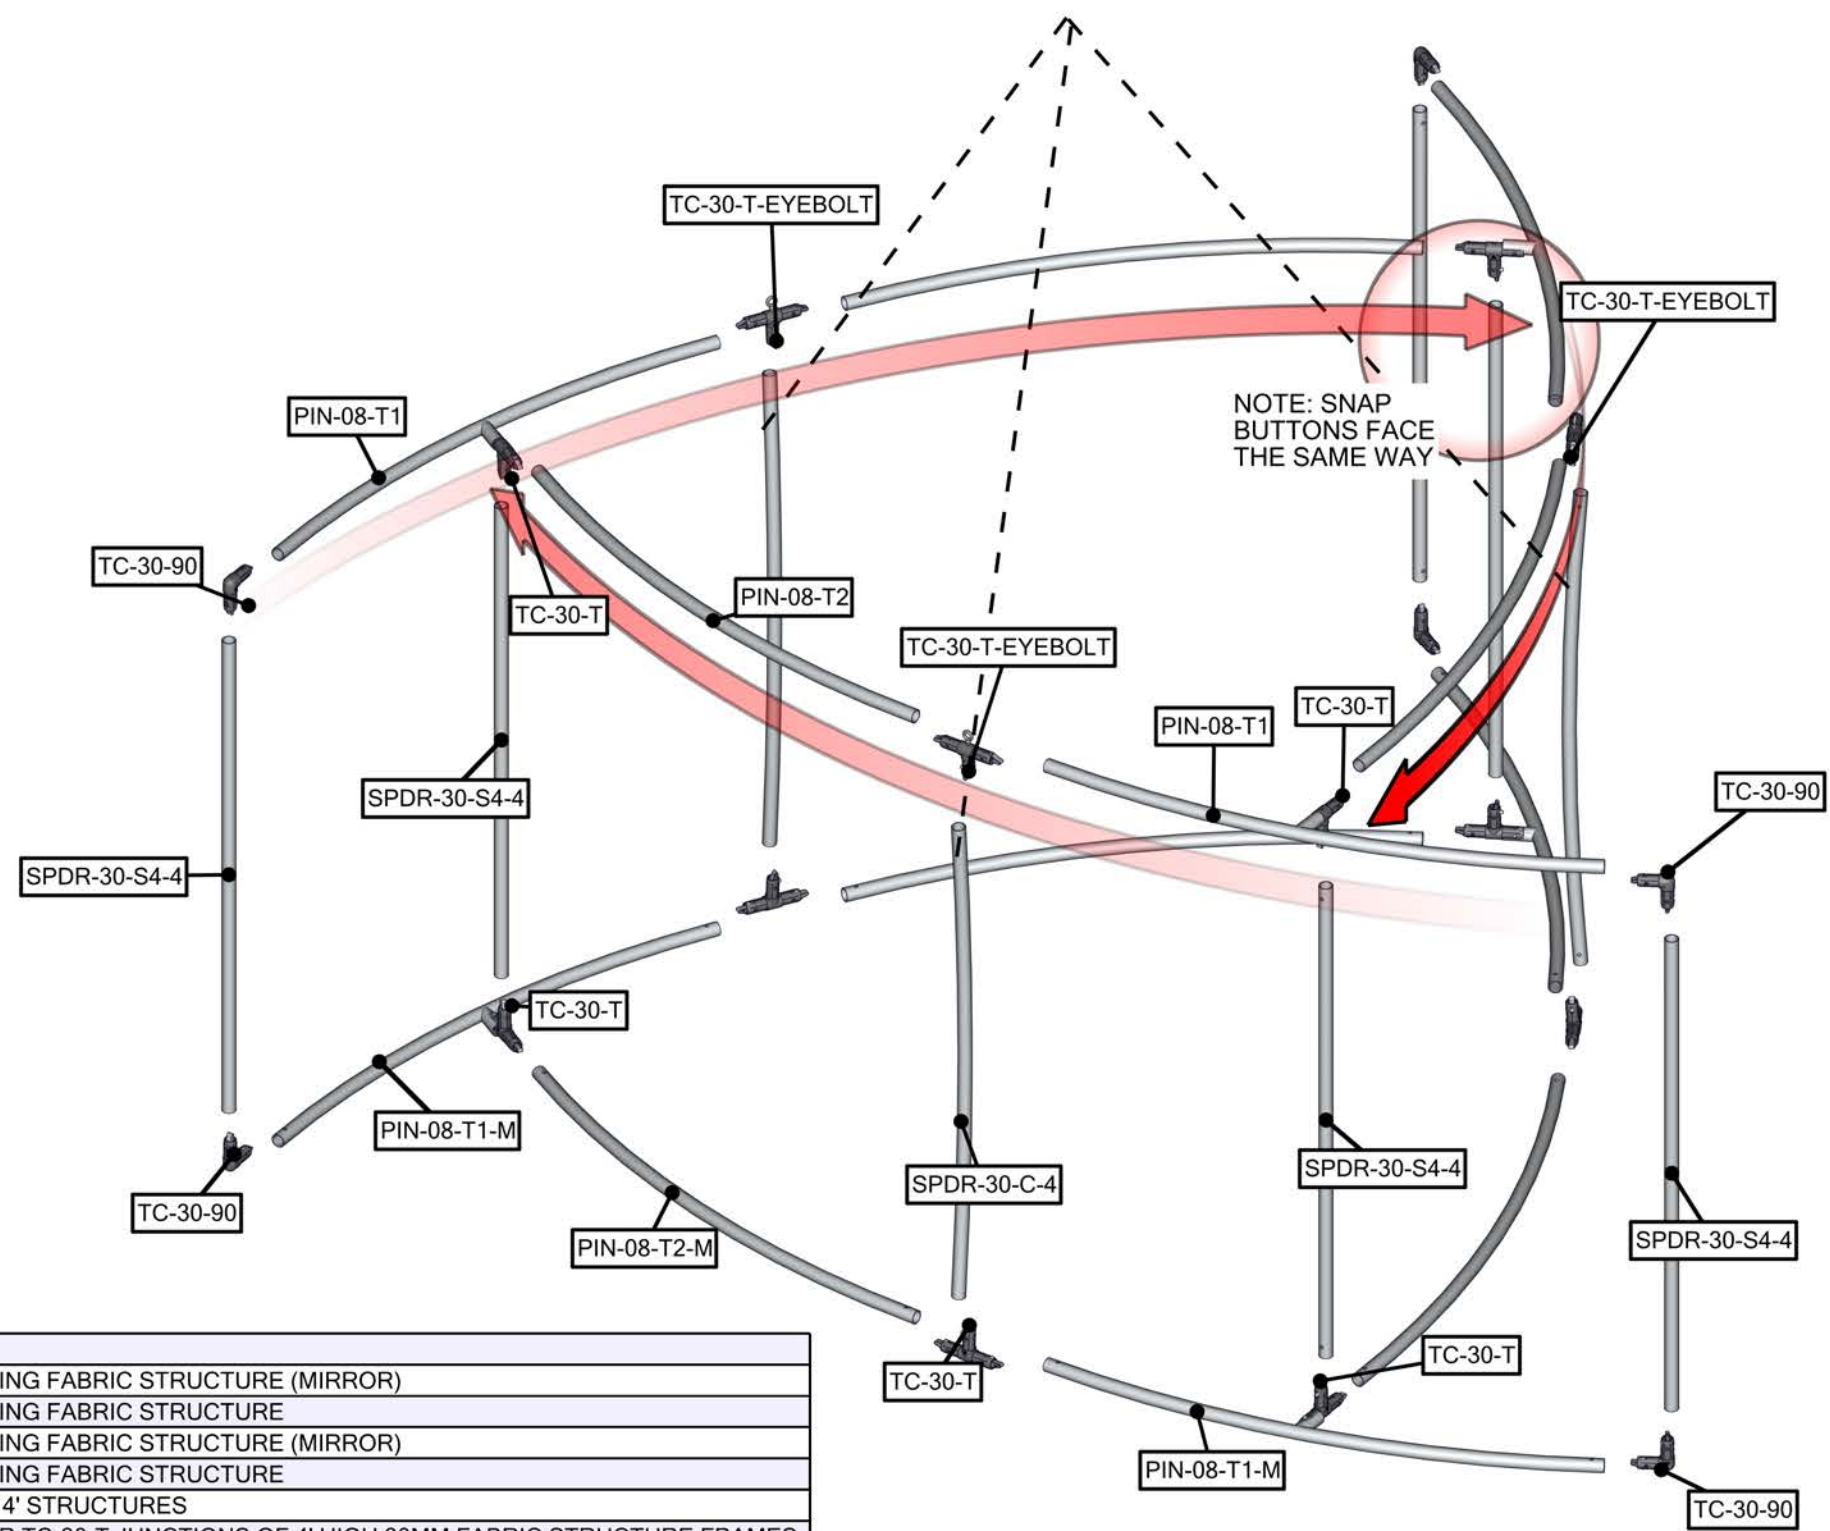 TC-30-T-EYEBOLT
TC-30-T-EYEBOLT
PIN-08-T1
NOTE: SNAP
BUTTONS FACE
THE SAME WAY
TC-30-90
PIN-08-T2
TC-30-T
TC-30-T-EYEBOLT
TC-30-T
PIN-08-T1
TC-30-90
SPDR-30-S4-4
SPDR-30-S4-4
TC-30-T
PIN-08-T1-M
SPDR-30-S4-4
SPDR-30-C-4
TC-30-90
SPDR-30-S4-4
PIN-08-T2-M
TC-30-T
TC-30-T
PIN-08-T1-M
TC-30-90
ING FABRIC STRUCTURE (MIRROR)
ING FABRIC STRUCTURE
ING FABRIC STRUCTURE (MIRROR)
ING FABRIC STRUCTURE
4' STRUCTURES